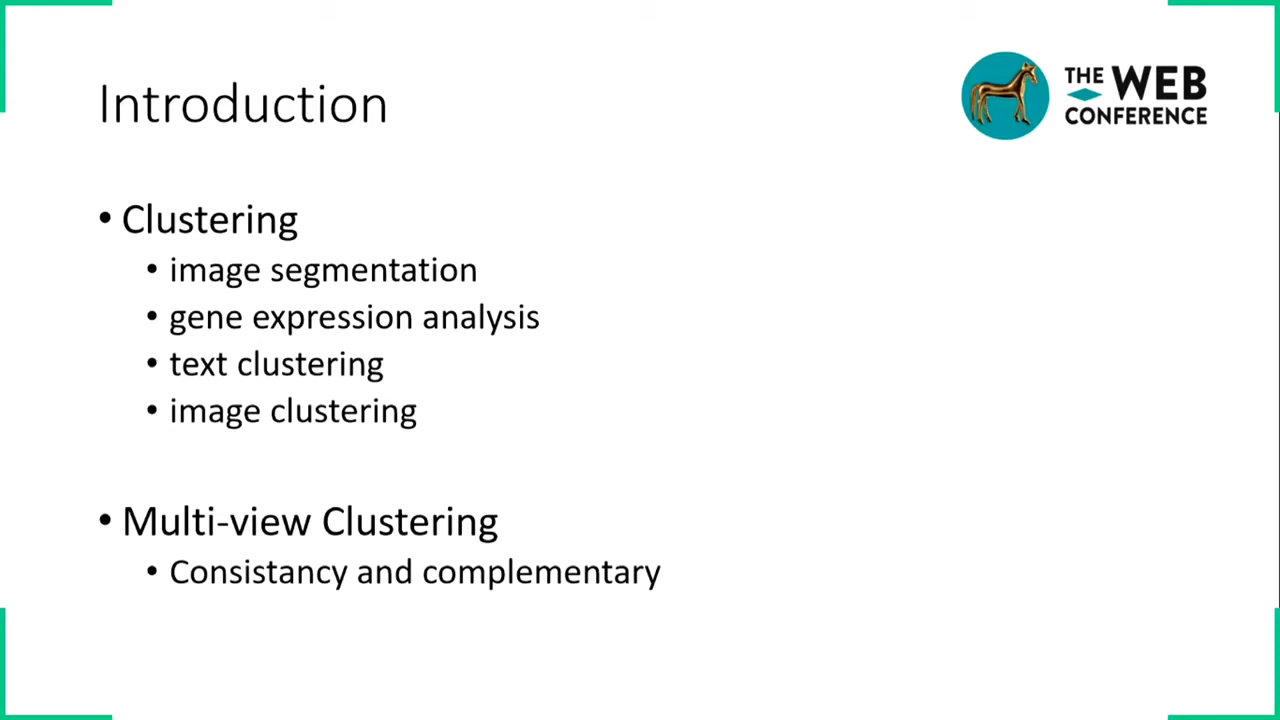 Introduction
THE WEB
CONFERENCE
• Clustering
• image segmentation
• gene expression analysis
• text clustering
• image clustering
• Multi-view Clustering
• Consistancy and complementary